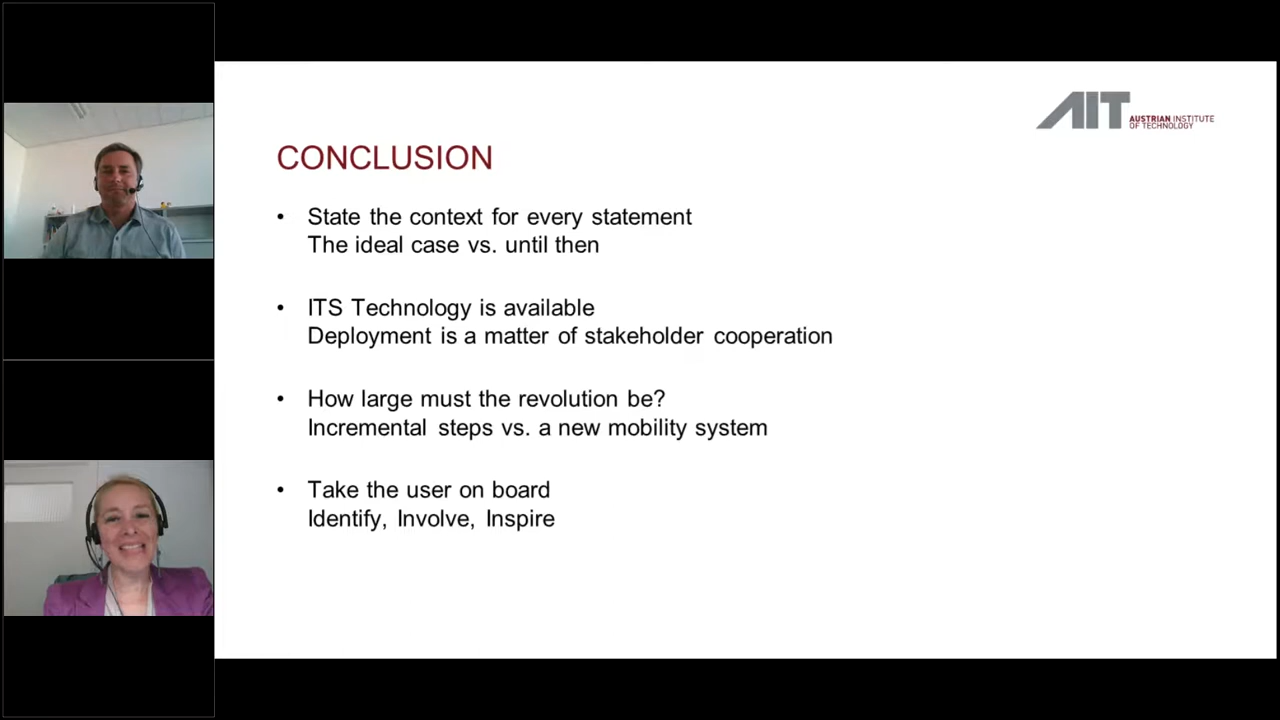 AIT
AUSTRIAN INSTITUTE
OF TECHNOLOGY
CONCLUSION
• State the context for every statement
The ideal case vs. until then
• ITS Technology is available
Deployment is a matter of stakeholder cooperation
• How large must the revolution be?
Incremental steps vs. a new mobility system
• Take the user on board
Identify, Involve, Inspire